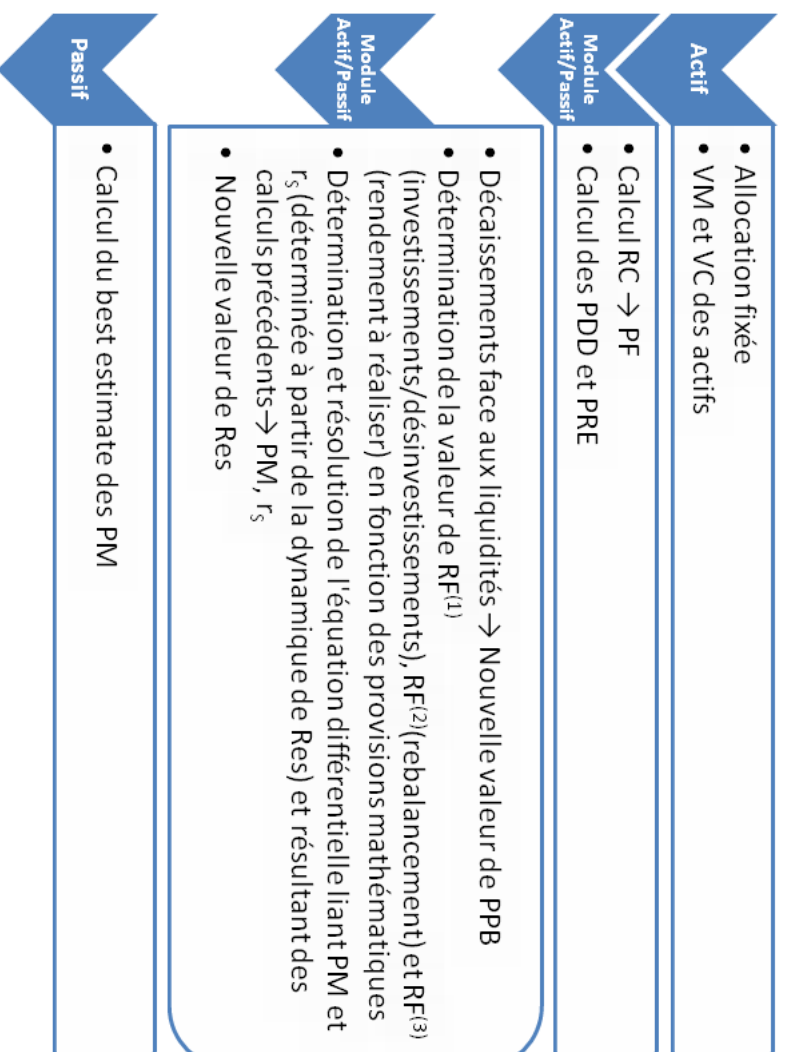 Actif
• Allocation fixée
• VM et VC des actifs
Module
Actif/Passif
• Calcul RC → PF
• Calcul des PDD et PRE
Module
Actif/Passif
• Décaissements face aux liquidités → Nouvelle valeur de PPB
• Détermination de la valeur de RF⁽¹⁾
(investissements/désinvestissements), RF⁽²⁾(rebalancement) et RF⁽³⁾
(rendement à réaliser) en fonction des provisions mathématiques
• Détermination et résolution de l'équation différentielle liant PM et
rₛ (déterminée à partir de la dynamique de Res) et résultant des
calculs précédents → PM, rₛ
• Nouvelle valeur de Res
Passif
• Calcul du best estimate des PM